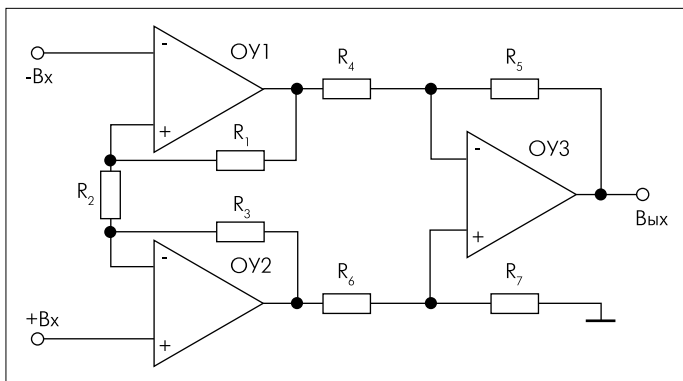 -Вх
-
+
ОУ1
R1
R2
R3
-
+
ОУ2
+Вх
R4
R5
R6
R7
-
+
ОУ3
Вых